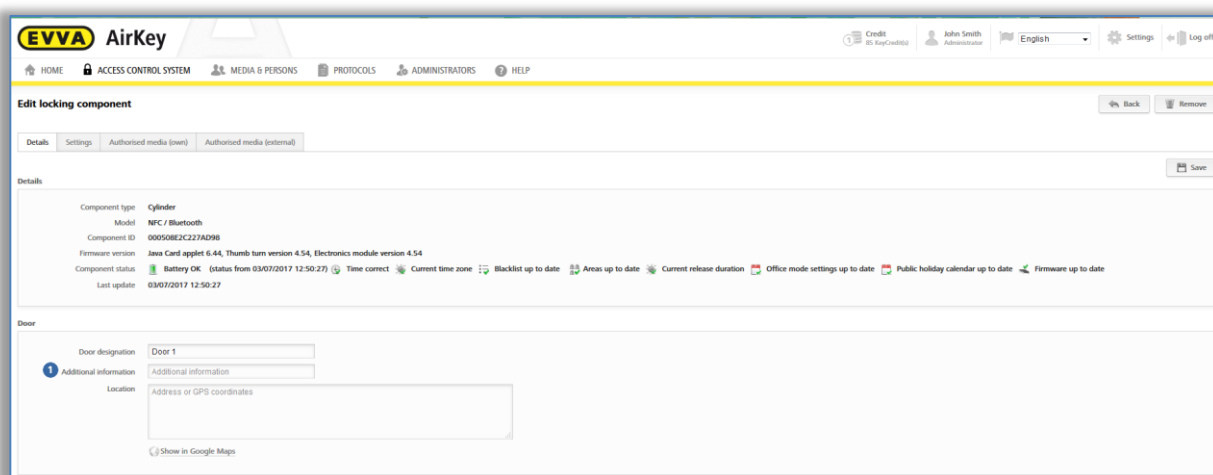 EVVA AirKey
Credit
85 KeyCredit(s)
John Smith
Administrator
English
Settings
Log off
HOME ACCESS CONTROL SYSTEM MEDIA & PERSONS PROTOCOLS ADMINISTRATORS HELP
Edit locking component
Back
Remove
Details Settings Authorised media (own) Authorised media (external)
Save
Details
Component type Cylinder
Model NFC / Bluetooth
Component ID 000508E2C227AD98
Firmware version Java Card applet 6.44, Thumb turn version 4.54, Electronics module version 4.54
Component status Battery OK (status from 03/07/2017 12:50:27) Time correct Current time zone Blacklist up to date Areas up to date Current release duration Office mode settings up to date Public holiday calendar up to date Firmware up to date
Last update 03/07/2017 12:50:27
Door
Door designation Door 1
1 Additional information Additional information
Location Address or GPS coordinates
Show in Google Maps